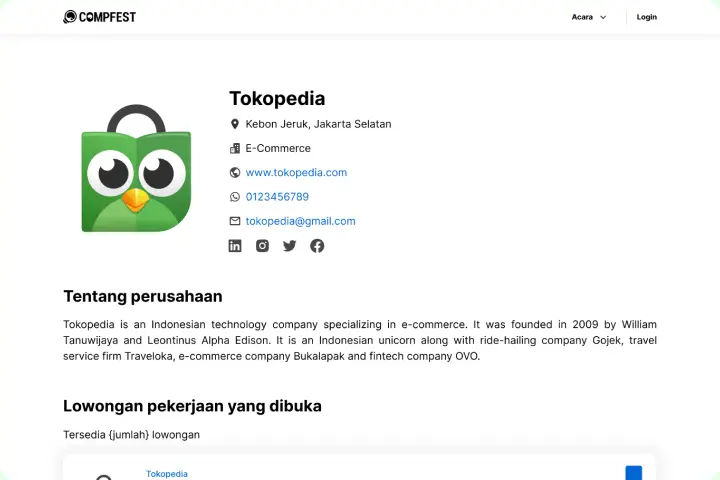 COMPFEST
Acara
Login
Tokopedia
Kebon Jeruk, Jakarta Selatan
E-Commerce
www.tokopedia.com
0123456789
tokopedia@gmail.com
Tentang perusahaan
Tokopedia is an Indonesian technology company specializing in e-commerce. It was founded in 2009 by William
Tanuwijaya and Leontinus Alpha Edison. It is an Indonesian unicorn along with ride-hailing company Gojek, travel
service firm Traveloka, e-commerce company Bukalapak and fintech company OVO.
Lowongan pekerjaan yang dibuka
Tersedia {jumlah} lowongan
Tokopedia